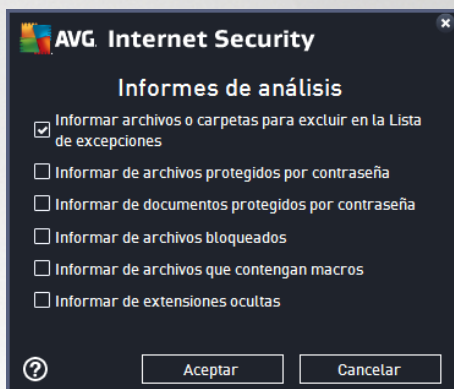 AVG Internet Security
Informes de análisis
Informar archivos o carpetas para excluir en la Lista
de excepciones
Informar de archivos protegidos por contraseña
Informar de documentos protegidos por contraseña
Informar de archivos bloqueados
Informar de archivos que contengan macros
Informar de extensiones ocultas
Aceptar
Cancelar